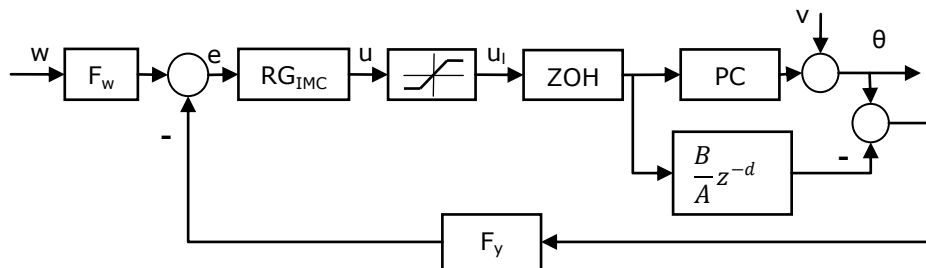 w
F_w
e
RG_IMC
u
u_l
ZOH
PC
v
θ
-
-
B/A z^{-d}
F_y